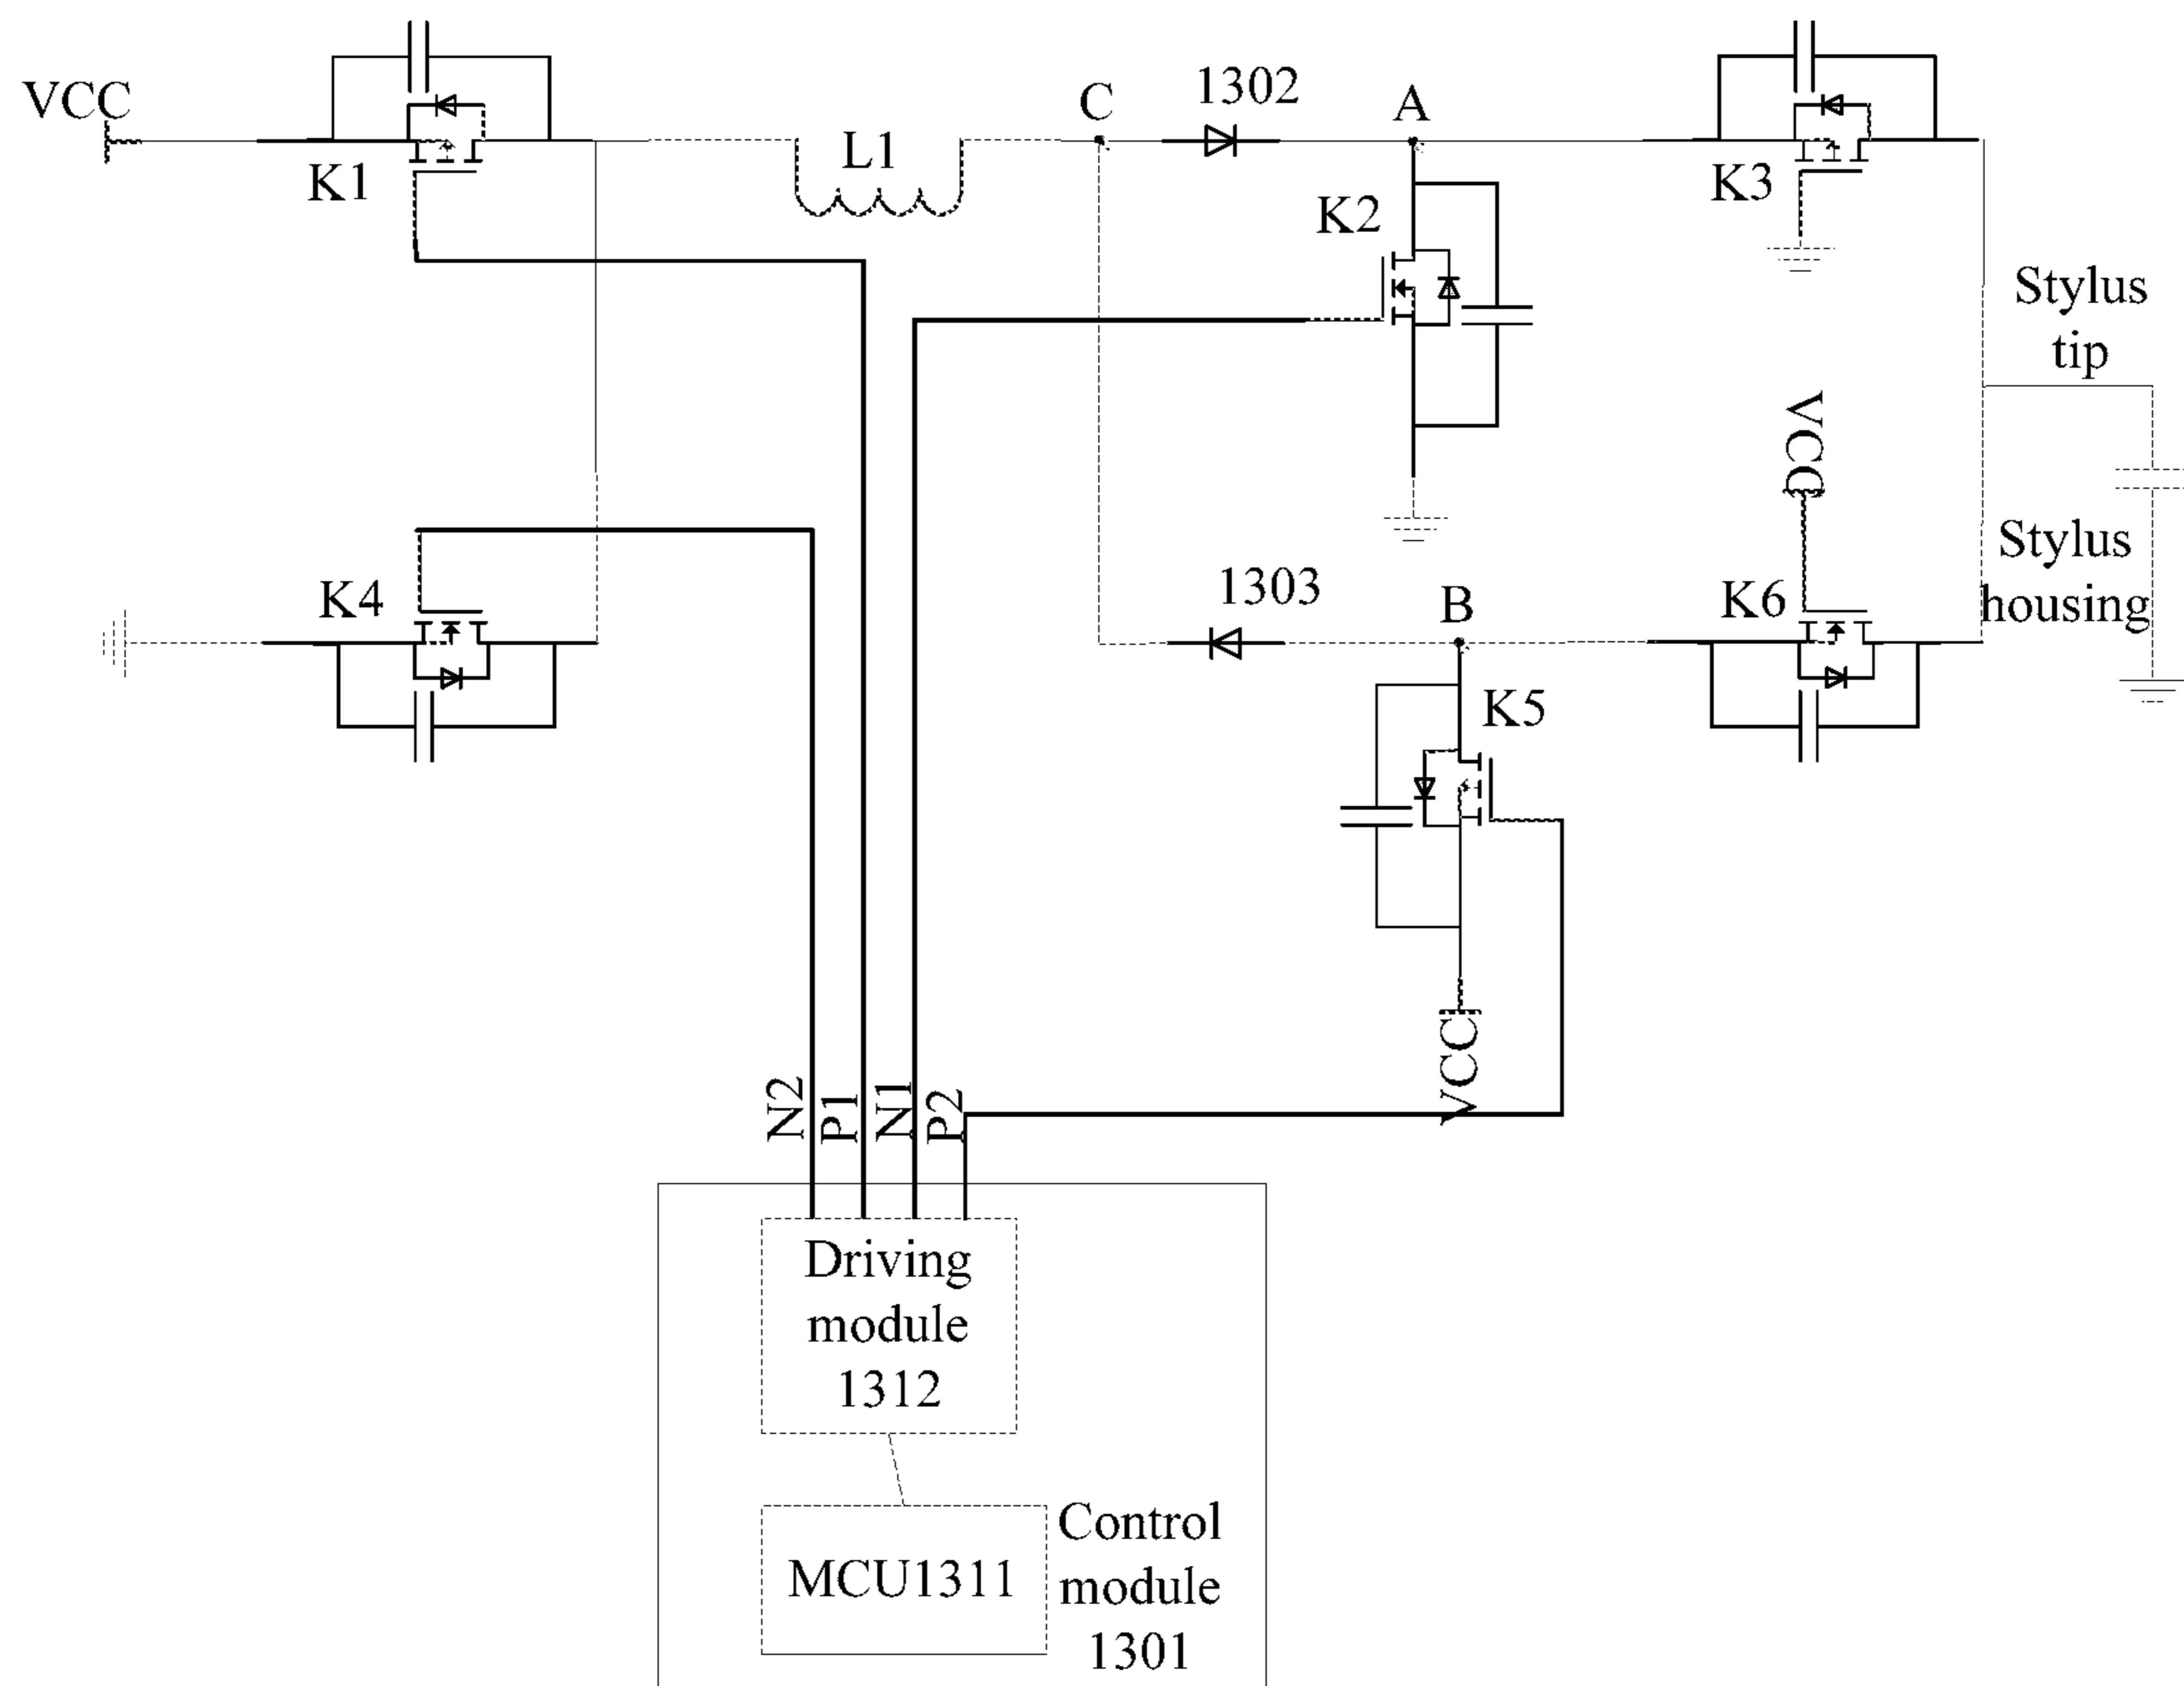 VCC
K1
L1
C
1302
A
K2
K3
Stylus
tip
VCC
K4
1303
B
K5
K6
Stylus
housing
VCC
N2
P1
N1
P2
Driving
module
1312
MCU1311
Control
module
1301